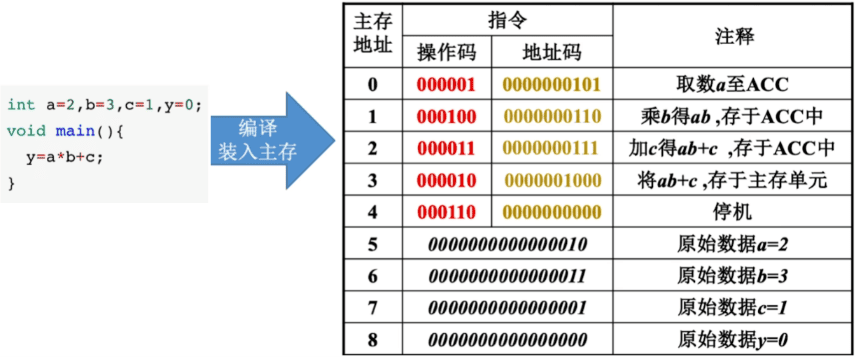 int a=2,b=3,c=1,y=0;
void main(){
y=a*b+c;
}
编译
装入主存
主存地址 指令 注释
操作码 地址码
0 000001 0000000101 取数a至ACC
1 000100 0000000110 乘b得ab ,存于ACC中
2 000011 0000000111 加c得ab+c ,存于ACC中
3 000010 0000001000 将ab+c ,存于主存单元
4 000110 0000000000 停机
5 0000000000000010 原始数据a=2
6 0000000000000011 原始数据b=3
7 0000000000000001 原始数据c=1
8 0000000000000000 原始数据y=0